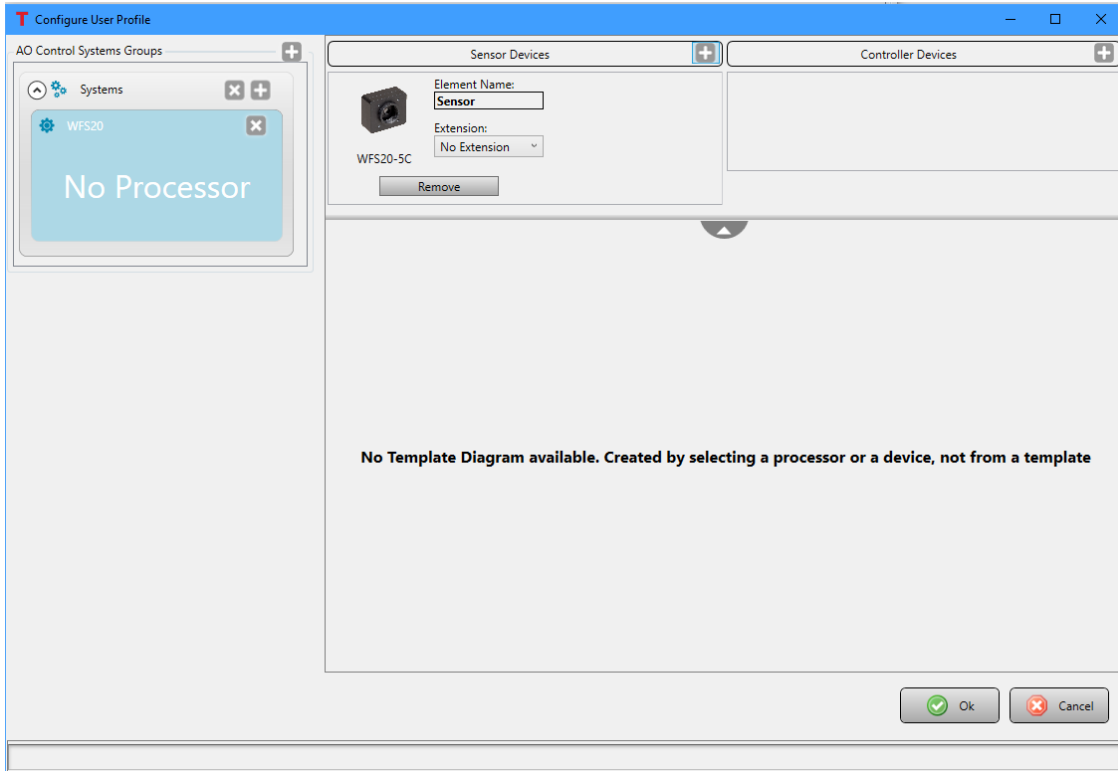 Configure User Profile
AO Control Systems Groups
Systems
WFS20
No Processor
Sensor Devices
Element Name:
Sensor
Extension:
No Extension
WFS20-5C
Remove
Controller Devices
No Template Diagram available. Created by selecting a processor or a device, not from a template
Ok
Cancel